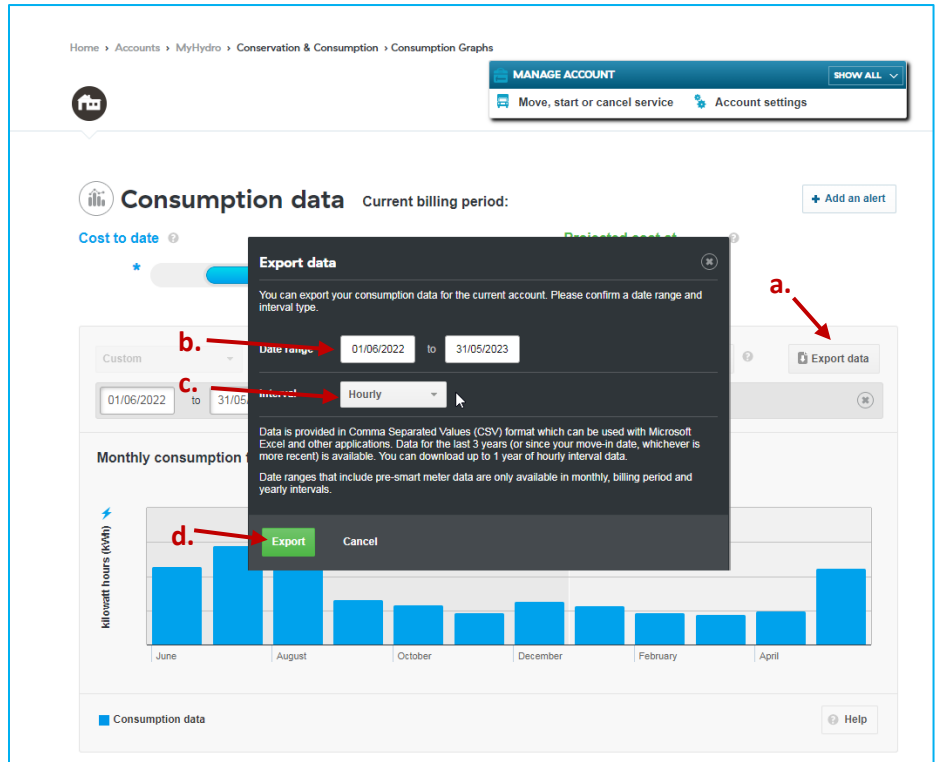 Home › Accounts › MyHydro › Conservation & Consumption › Consumption Graphs
MANAGE ACCOUNT
SHOW ALL
Move, start or cancel service
Account settings
Consumption data
Current billing period:
+ Add an alert
Cost to date
Projected cost at
*
Export data
You can export your consumption data for the current account. Please confirm a date range and
interval type.
a.
b.
Date range
01/06/2022 to 31/05/2023
Custom
Export data
c.
Interval
Hourly
01/06/2022 to 31/05/
Data is provided in Comma Separated Values (CSV) format which can be used with Microsoft
Excel and other applications. Data for the last 3 years (or since your move-in date, whichever is
more recent) is available. You can download up to 1 year of hourly interval data.
Date ranges that include pre-smart meter data are only available in monthly, billing period and
yearly intervals.
Monthly consumption
d.
Export
Cancel
kilowatt hours (kWh)
June
August
October
December
February
April
Consumption data
Help